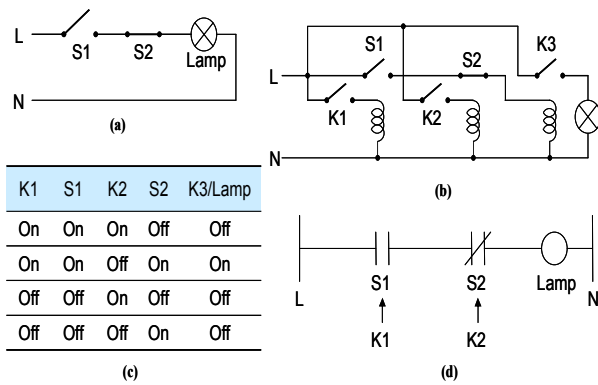 L
S1
S2
Lamp
N
(a)
L
S1
S2
K3
K1
K2
N
(b)
K1 S1 K2 S2 K3/Lamp
On On On Off Off
On On Off On On
Off Off On Off Off
Off Off Off On Off
(c)
L
S1
S2
Lamp
N
K1
K2
(d)